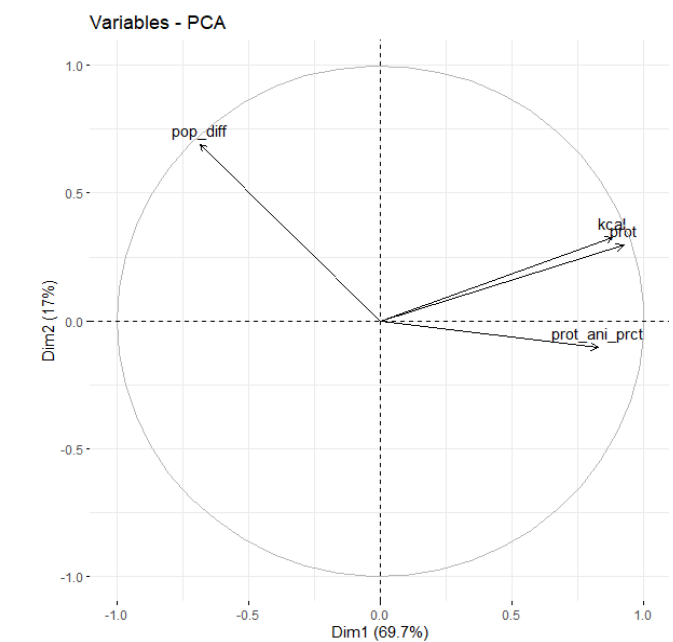 Variables - PCA
1.0
pop_diff
0.5
kcal
prot
Dim2 (17%)
0.0
prot_ani_prct
-0.5
-1.0
-1.0 -0.5 0.0 0.5 1.0
Dim1 (69.7%)